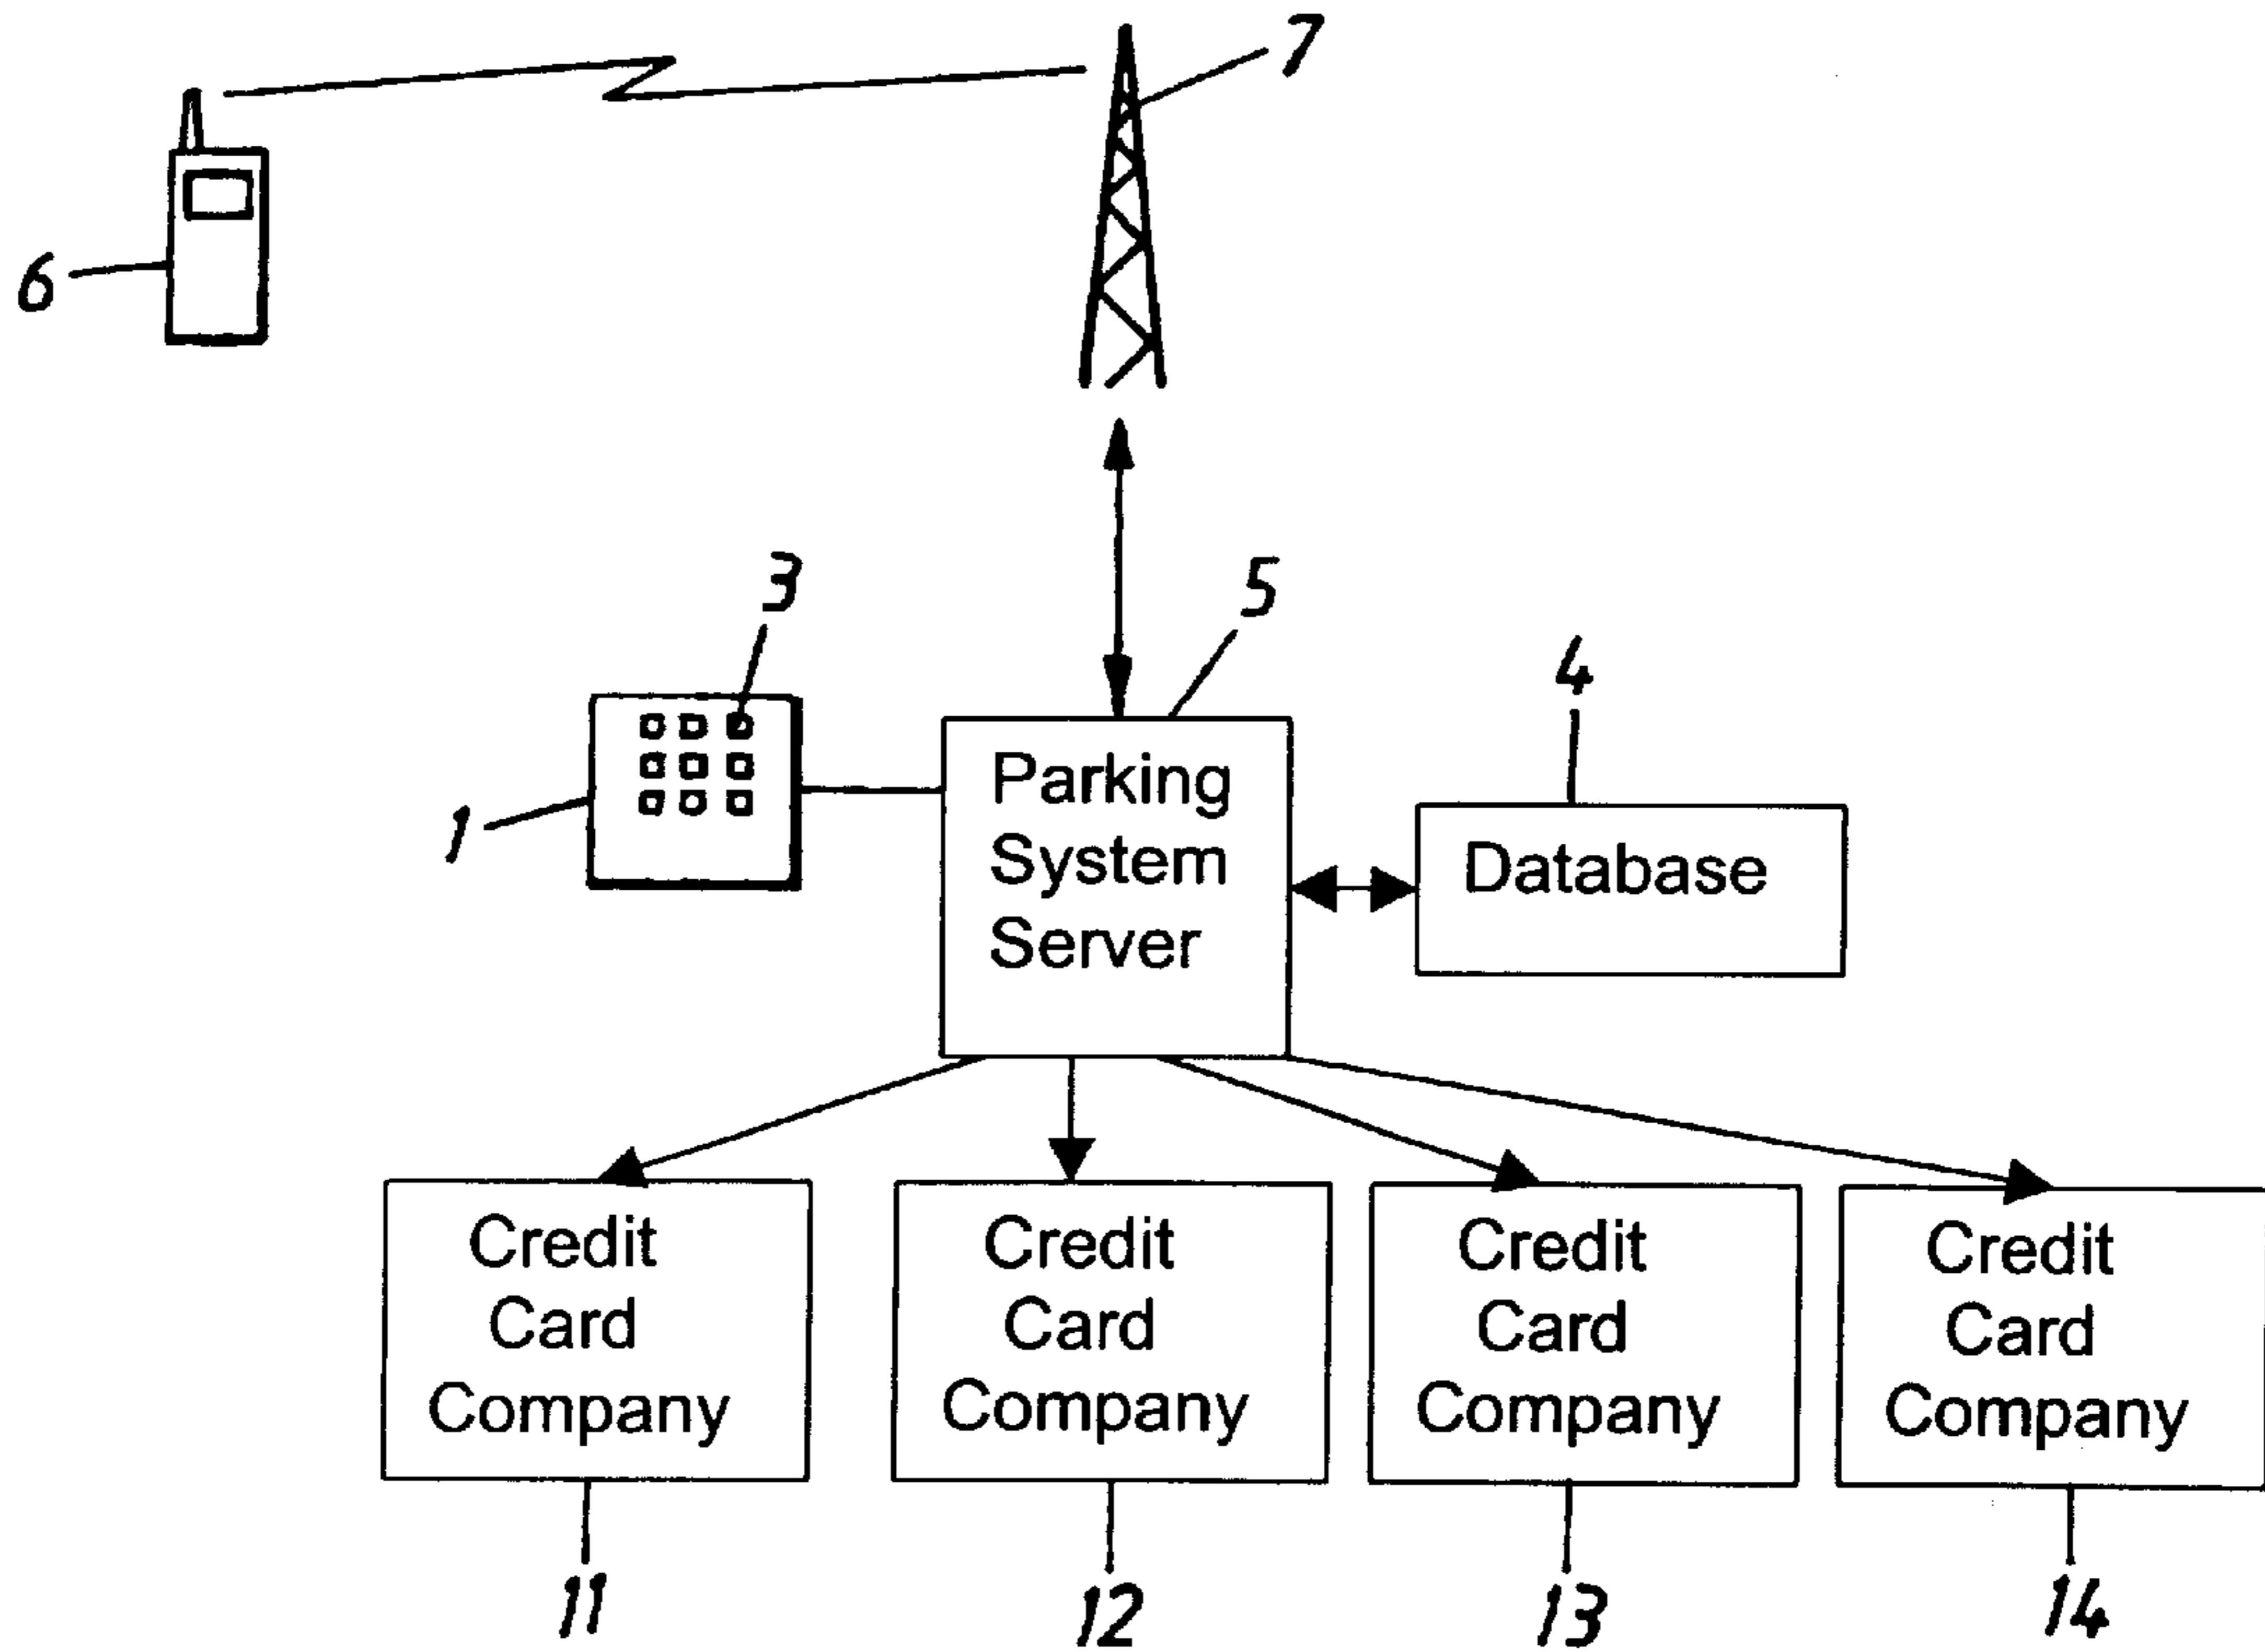 7
6
3
5
4
1
Parking
System
Server
Database
Credit
Card
Company
Credit
Card
Company
Credit
Card
Company
Credit
Card
Company
11
12
13
14